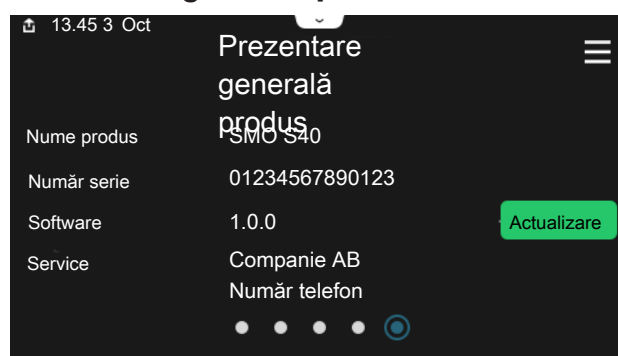 13.45 3 Oct
Prezentare
generală
produs
Nume produs
SMO S40
Număr serie
01234567890123
Software
1.0.0
Actualizare
Service
Companie AB
Număr telefon